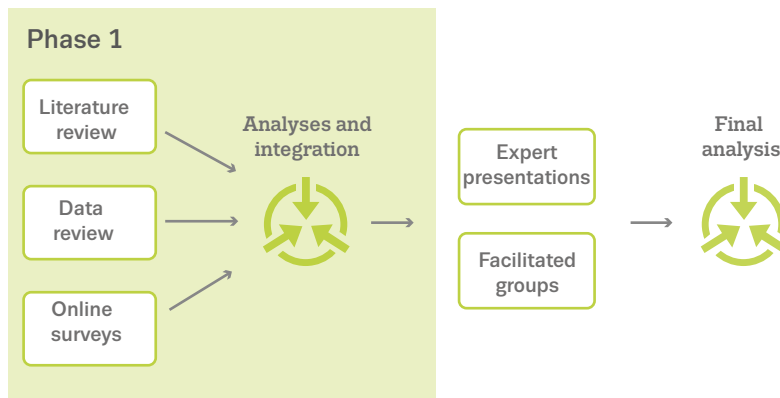 Phase 1
Literature
review
Data
review
Online
surveys
Analyses and
integration
Expert
presentations
Facilitated
groups
Final
analysis